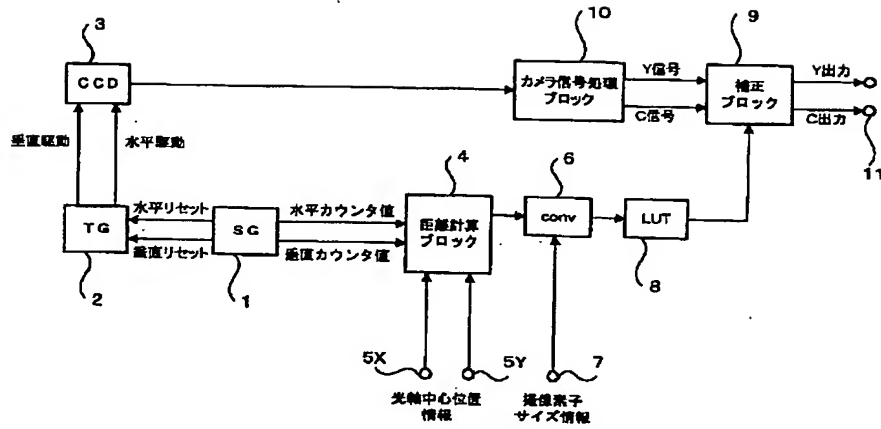 3
10
9
CCD
カメラ信号処理
ブロック
Y信号
C信号
補正
ブロック
Y出力
C出力
11
垂直駆動
水平駆動
4
6
TG
水平リセット
垂直リセット
SG
水平カウンタ値
垂直カウンタ値
距離計算
ブロック
conv
LUT
2
1
8
5X
5Y
7
光軸中心位置
情報
撮像素子
サイズ情報